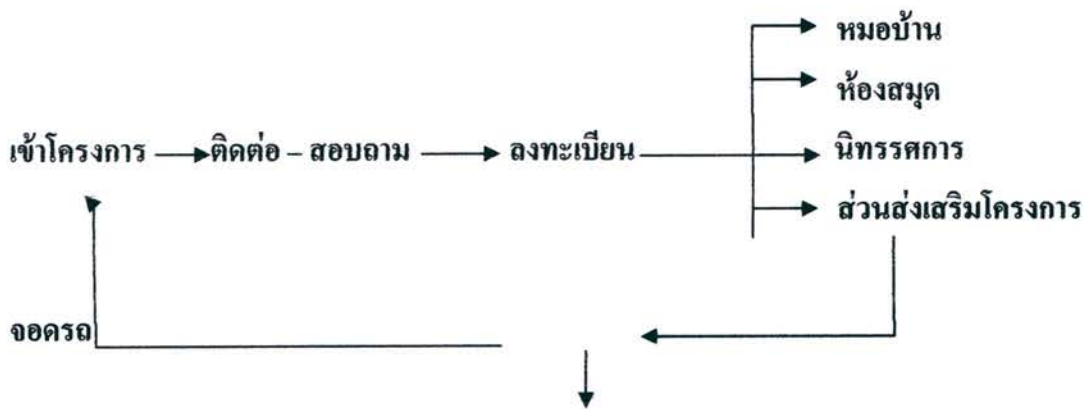 หมอบ้าน
ห้องสมุด
เข้าโครงการ ติดต่อ – สอบถาม ลงทะเบียน นิทรรศการ
ส่วนส่งเสริมโครงการ
จอดรถ